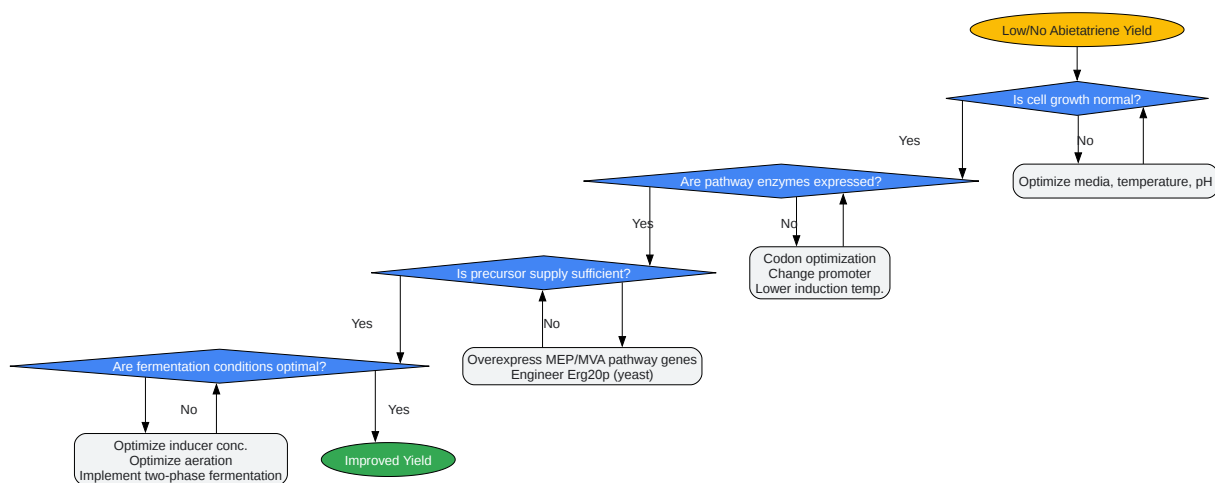 Low/No Abietatriene Yield
Is cell growth normal?
Yes
No
Are pathway enzymes expressed?
Optimize media, temperature, pH
Yes
No
Codon optimization
Change promoter
Lower induction temp.
Is precursor supply sufficient?
Yes
No
Overexpress MEP/MVA pathway genes
Engineer Erg20p (yeast)
Are fermentation conditions optimal?
No
Yes
Optimize inducer conc.
Optimize aeration
Implement two-phase fermentation
Improved Yield